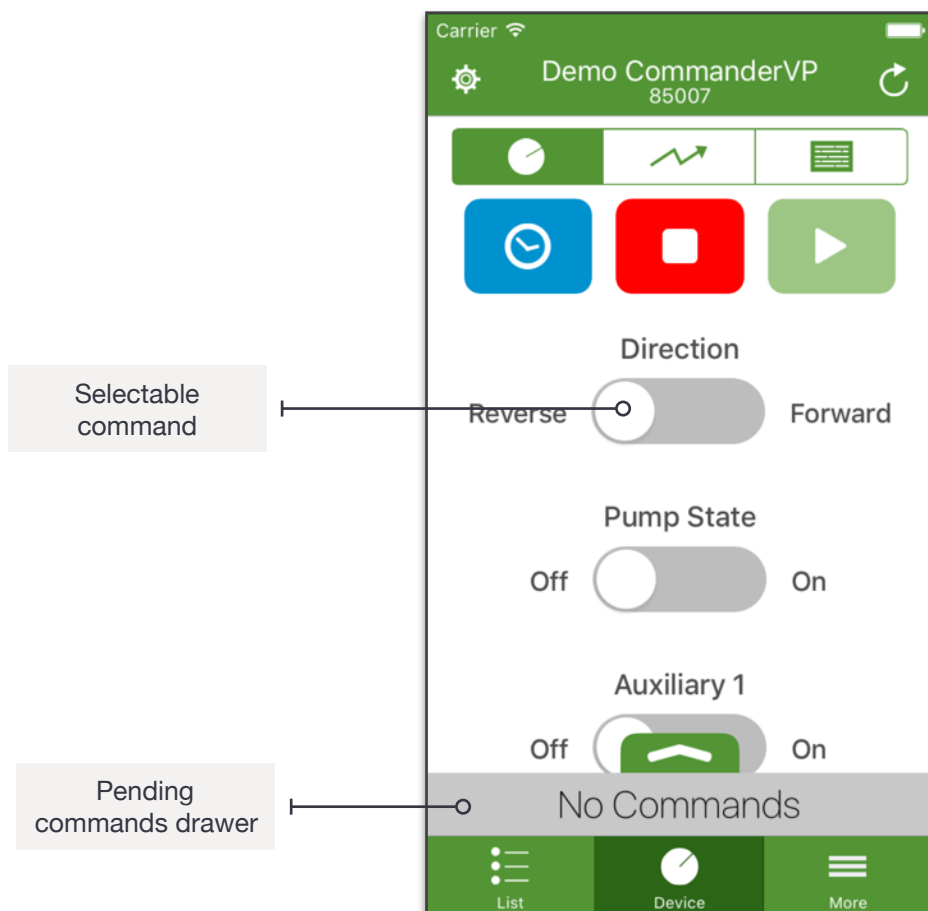 Carrier
Demo CommanderVP
85007
Direction
Selectable
command
Reverse
Forward
Pump State
Off
On
Auxiliary 1
Off
On
Pending
commands drawer
No Commands
List
Device
More